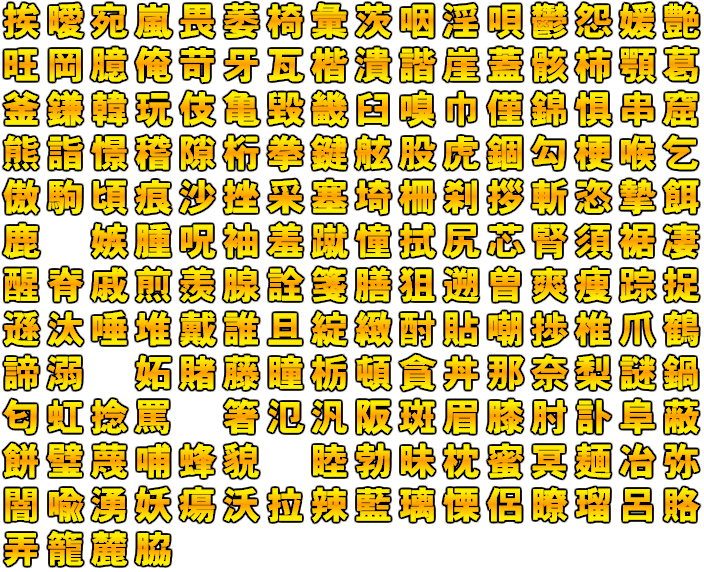 挨曖宛嵐畏萎椅彙茨咽淫唄鬱怨媛艶
旺岡臆俺苛牙瓦楷潰諧崖蓋骸柿顎葛
釜鎌韓玩伎亀毀畿臼嗅巾僅錦惧串窟
熊詣憬稽隙桁拳鍵舷股虎錮勾梗喉乞
傲駒頃痕沙挫采塞埼柵刹拶斬恣摯餌
鹿 嫉腫呪袖羞蹴憧拭尻芯腎須裾凄
醒脊戚煎羨腺詮箋膳狙遡曽爽痩踪捉
遜汰唾堆戴誰旦綻緻酎貼嘲捗椎爪鶴
諦溺 妬賭藤瞳栃頓貪丼那奈梨謎鍋
匂虹捻罵 箸氾汎阪斑眉膝肘訃阜蔽
餅璧蔑哺蜂貌 睦勃昧枕蜜冥麺冶弥
闇喩湧妖瘍沃拉辣藍璃慄侶瞭瑠呂賂
弄籠麓脇